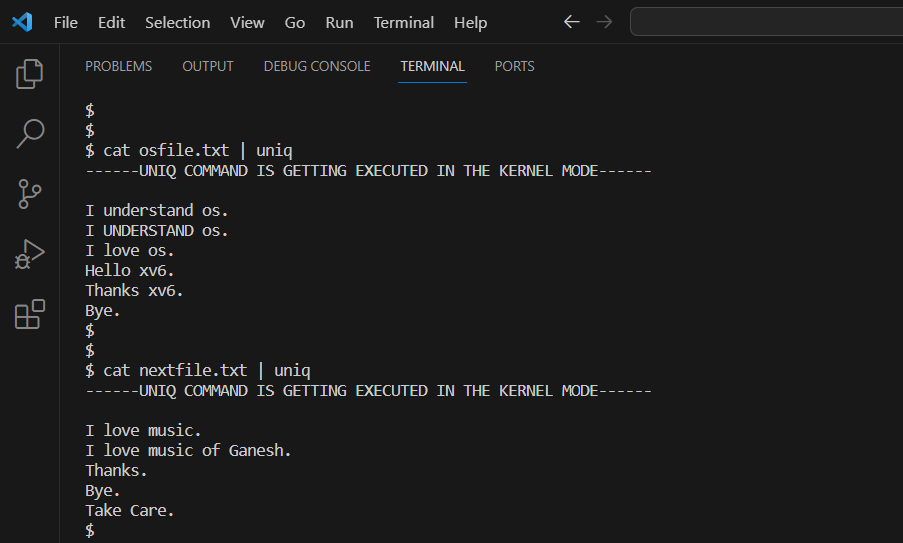 File Edit Selection View Go Run Terminal Help
PROBLEMS OUTPUT DEBUG CONSOLE TERMINAL PORTS
$
$
$ cat osfile.txt | uniq
------UNIQ COMMAND IS GETTING EXECUTED IN THE KERNEL MODE------
I understand os.
I UNDERSTAND os.
I love os.
Hello xv6.
Thanks xv6.
Bye.
$
$
$ cat nextfile.txt | uniq
------UNIQ COMMAND IS GETTING EXECUTED IN THE KERNEL MODE------
I love music.
I love music of Ganesh.
Thanks.
Bye.
Take Care.
$